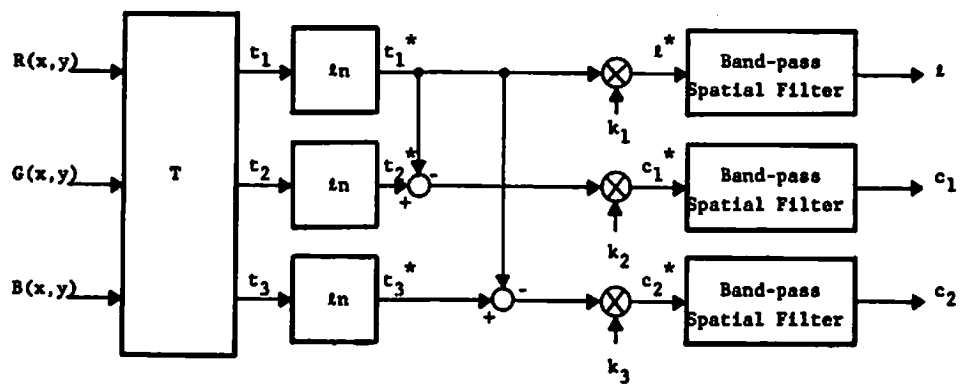 R(x,y)
t₁
ℓn
t₁*
ℓ*
Band-pass
Spatial Filter
ℓ
k₁
G(x,y)
T
t₂
ℓn
t₂*
-
+
c₁*
Band-pass
Spatial Filter
c₁
k₂
B(x,y)
t₃
ℓn
t₃*
-
+
c₂*
Band-pass
Spatial Filter
c₂
k₃